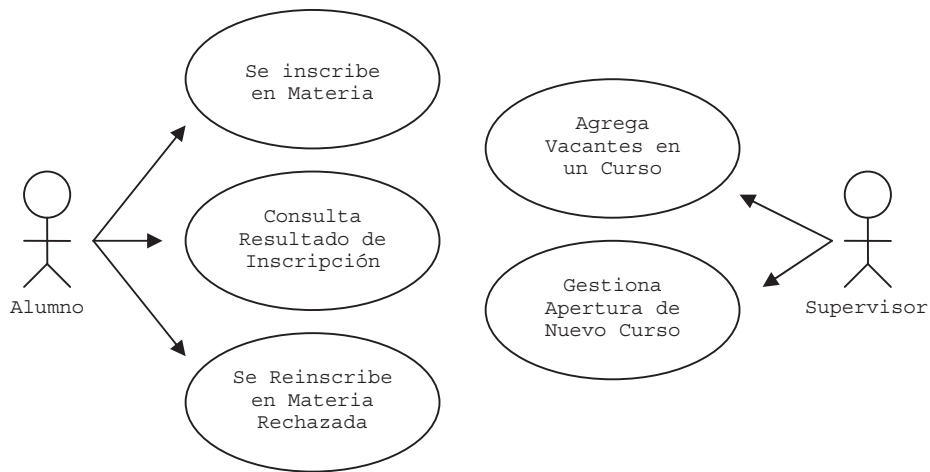 Se inscribe
en Materia
Agrega
Vacantes en
un Curso
Consulta
Resultado de
Inscripción
Gestiona
Apertura de
Nuevo Curso
Alumno
Supervisor
Se Reinscribe
en Materia
Rechazada